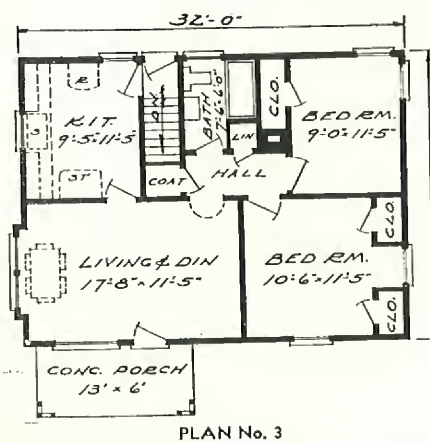 32'-0"
R
KIT.
9'-5"x11'-5"
S
ST
DN
BATH
7'-6"x6'-0"
LIN
CLO.
BED RM.
9'-0"x11'-5"
COAT
HALL
LIVING & DIN
17'-8"x11'-5"
BED RM.
10'-6"x11'-5"
CLO.
CLO.
CONC. PORCH
13' x 6'
PLAN No. 3